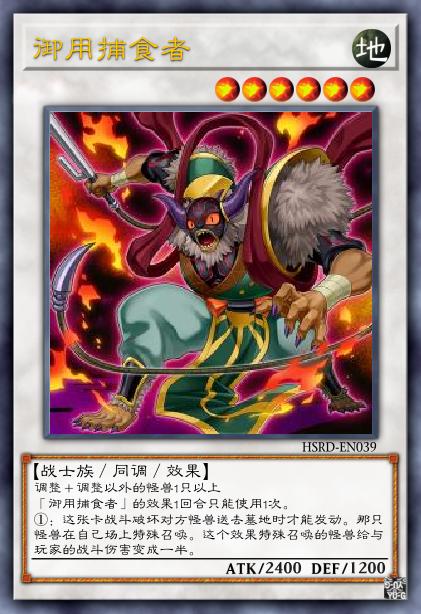 御用捕食者
地
HSRD-EN039
【战士族／同调／效果】
调整＋调整以外的怪兽1只以上
「御用捕食者」的效果1回合只能使用1次。
①：这张卡战斗破坏对方怪兽送去墓地时才能发动。那只
怪兽在自己场上特殊召唤。这个效果特殊召唤的怪兽给与
玩家的战斗伤害变成一半。
ATK/2400 DEF/1200